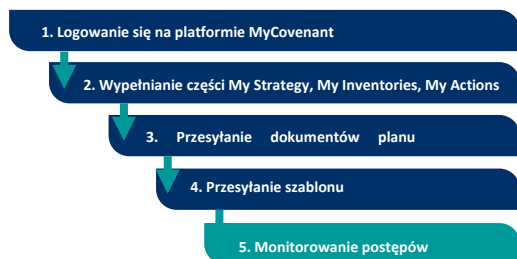 1. Logowanie się na platformie MyCovenant
2. Wypełnianie części My Strategy, My Inventories, My Actions
3. Przesyłanie dokumentów planu
4. Przesyłanie szablonu
5. Monitorowanie postępów